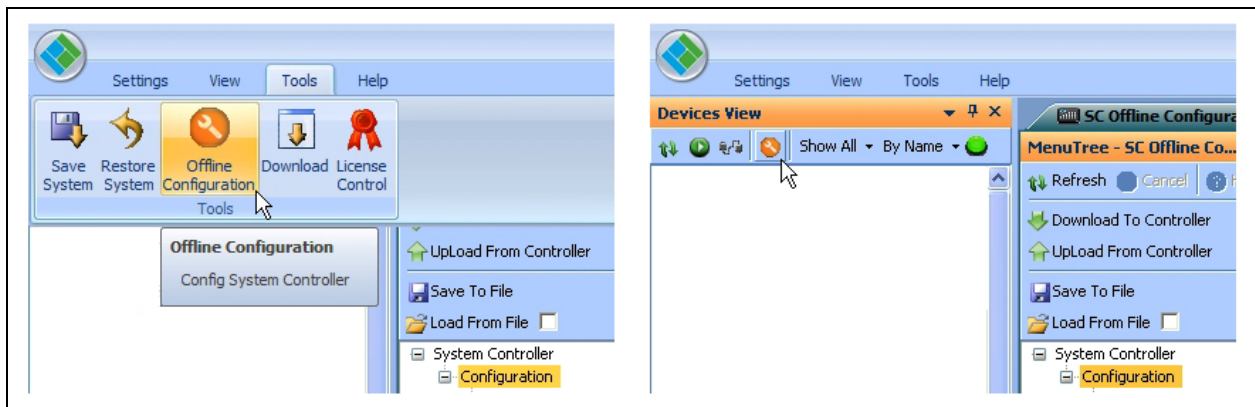 Settings View Tools Help
Save System
Restore System
Offline Configuration
Download
License Control
Tools
Offline Configuration
Config System Controller
UpLoad From Controller
Save To File
Load From File
System Controller
Configuration
Settings View Tools Help
Devices View
Show All By Name
SC Offline Configura
MenuTree - SC Offline Co...
Refresh Cancel
Download To Controller
UpLoad From Controller
Save To File
Load From File
System Controller
Configuration